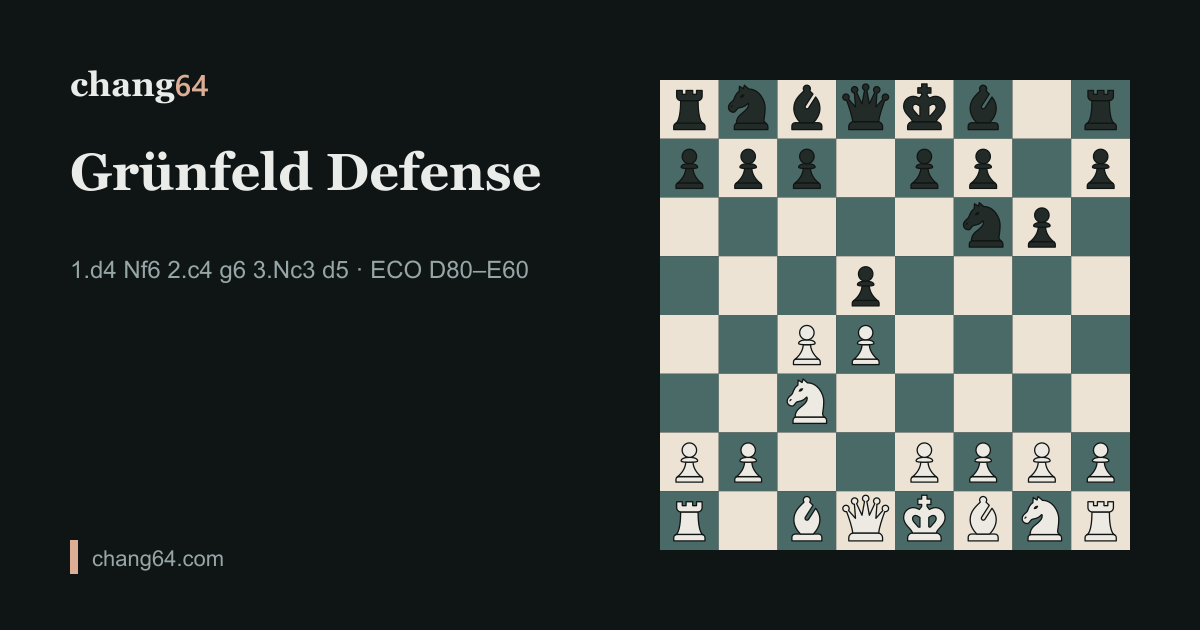 chang64
Grünfeld Defense
1.d4 Nf6 2.c4 g6 3.Nc3 d5 · ECO D80–E60
chang64.com